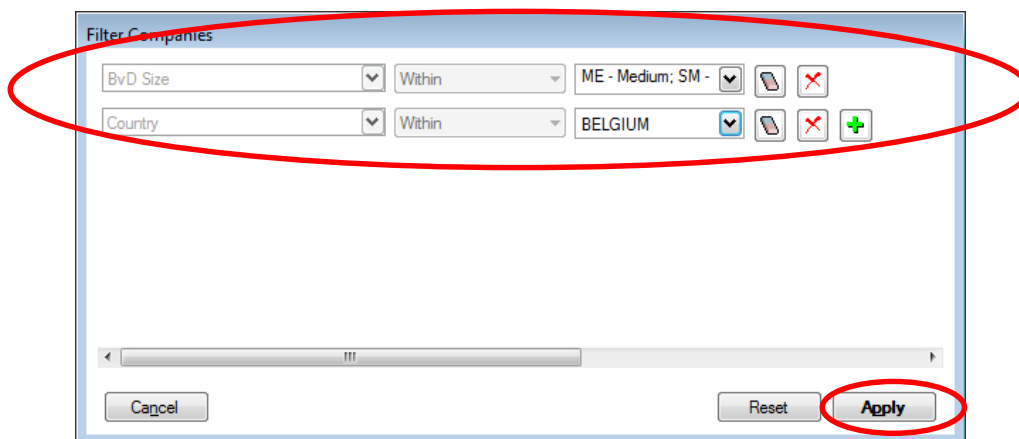 Filter Companies
BvD Size Within ME - Medium; SM -
Country Within BELGIUM
Cancel Reset Apply